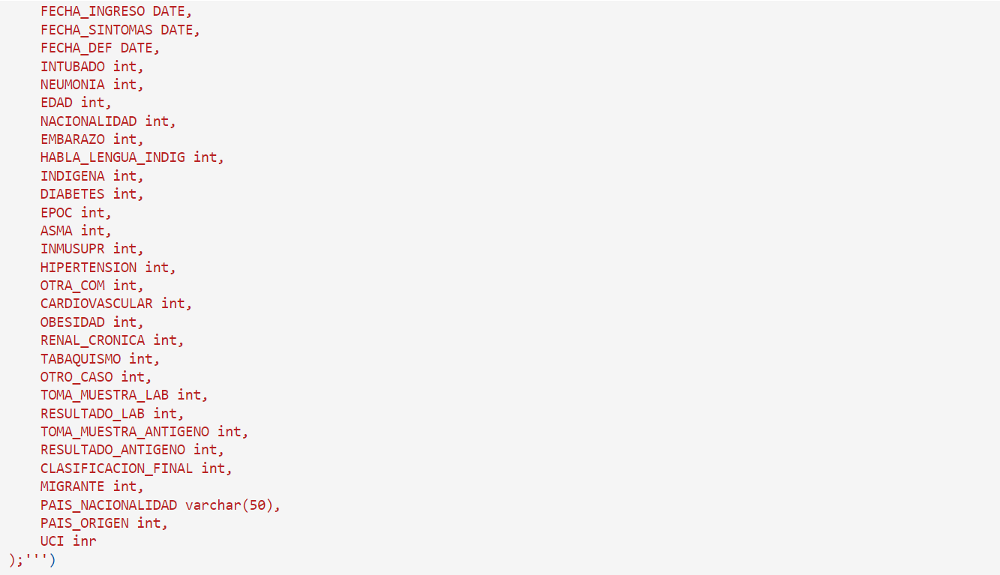 FECHA_INGRESO DATE,
FECHA_SINTOMAS DATE,
FECHA_DEF DATE,
INTUBADO int,
NEUMONIA int,
EDAD int,
NACIONALIDAD int,
EMBARAZO int,
HABLA_LENGUA_INDIG int,
INDIGENA int,
DIABETES int,
EPOC int,
ASMA int,
INMUSUPR int,
HIPERTENSION int,
OTRA_COM int,
CARDIOVASCULAR int,
OBESIDAD int,
RENAL_CRONICA int,
TABAQUISMO int,
OTRO_CASO int,
TOMA_MUESTRA_LAB int,
RESULTADO_LAB int,
TOMA_MUESTRA_ANTIGENO int,
RESULTADO_ANTIGENO int,
CLASIFICACION_FINAL int,
MIGRANTE int,
PAIS_NACIONALIDAD varchar(50),
PAIS_ORIGEN int,
UCI inr
);''')